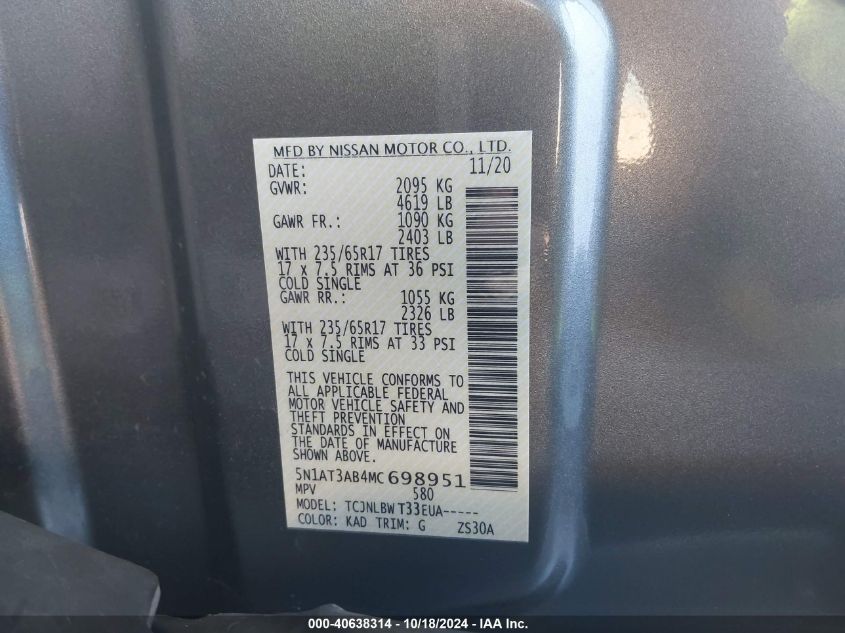 MFD BY NISSAN MOTOR CO., LTD.
DATE: 11/20
GVWR: 2095 KG
4619 LB
GAWR FR.: 1090 KG
2403 LB
WITH 235/65R17 TIRES
17 x 7.5 RIMS AT 36 PSI
COLD SINGLE
GAWR RR.: 1055 KG
2326 LB
WITH 235/65R17 TIRES
17 x 7.5 RIMS AT 33 PSI
COLD SINGLE
THIS VEHICLE CONFORMS TO
ALL APPLICABLE FEDERAL
MOTOR VEHICLE SAFETY AND
THEFT PREVENTION
STANDARDS IN EFFECT ON
THE DATE OF MANUFACTURE
SHOWN ABOVE.
5N1AT3AB4MC698951
MPV 580
MODEL: TCJNLBW T33EUA-----
COLOR: KAD TRIM: G ZS30A
000-40638314 - 10/18/2024 - IAA Inc.